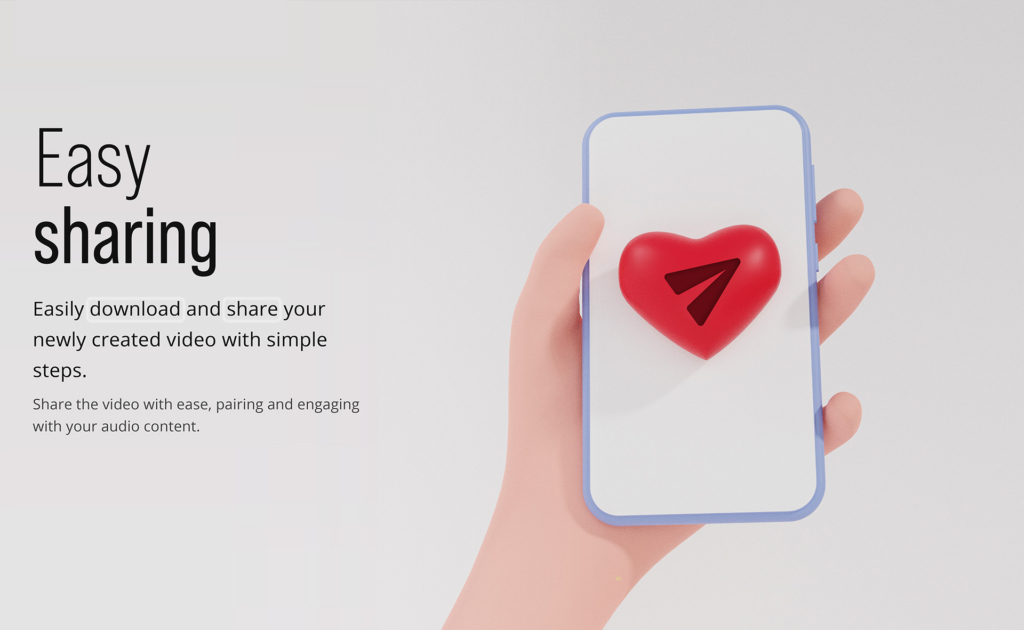 Easy
sharing
Easily download and share your
newly created video with simple
steps.
Share the video with ease, pairing and engaging
with your audio content.